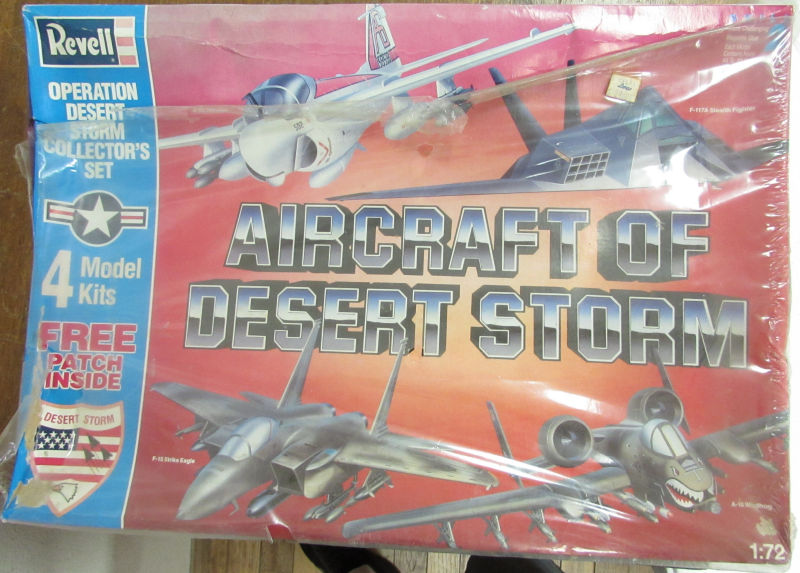 Revell
OPERATION
DESERT
STORM
COLLECTOR'S
SET
4 Model
Kits
FREE
PATCH
INSIDE
DESERT STORM
F-117A Stealth Fighter
AIRCRAFT OF
DESERT STORM
F-15 Strike Eagle
A-10 Warthog
1:72